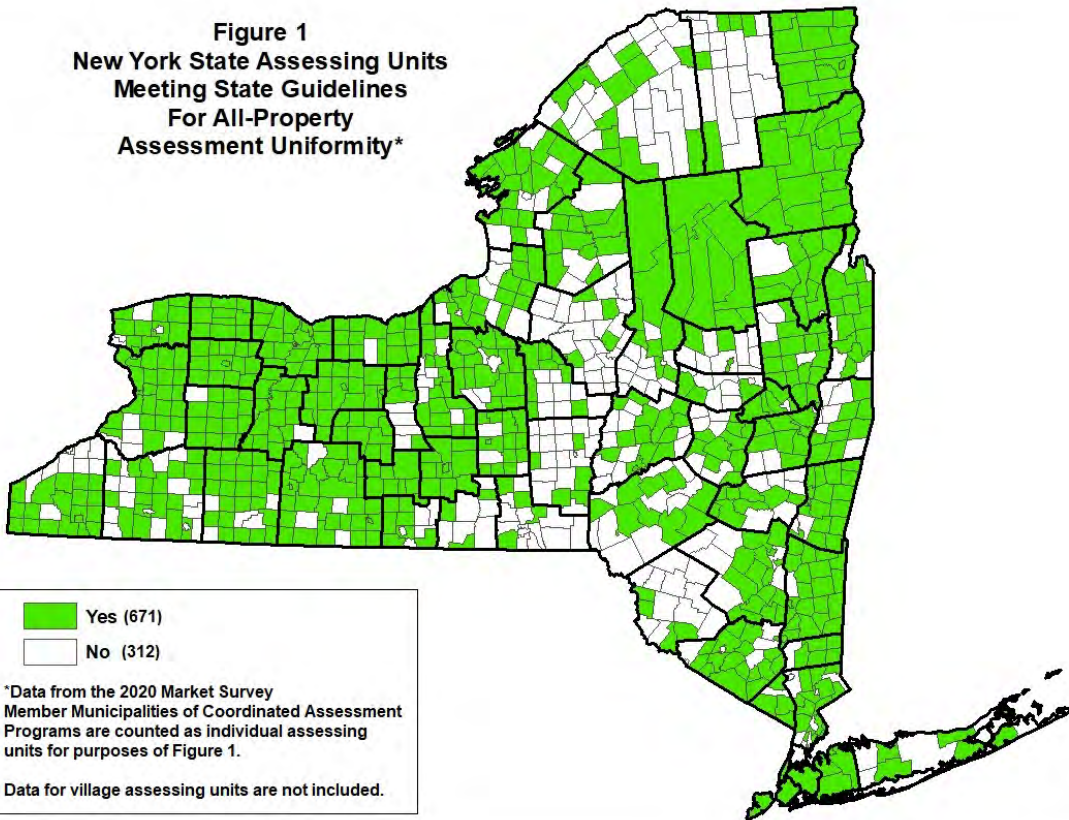 Figure 1
New York State Assessing Units
Meeting State Guidelines
For All-Property
Assessment Uniformity*
Yes (671)
No (312)
*Data from the 2020 Market Survey
Member Municipalities of Coordinated Assessment
Programs are counted as individual assessing
units for purposes of Figure 1.
Data for village assessing units are not included.